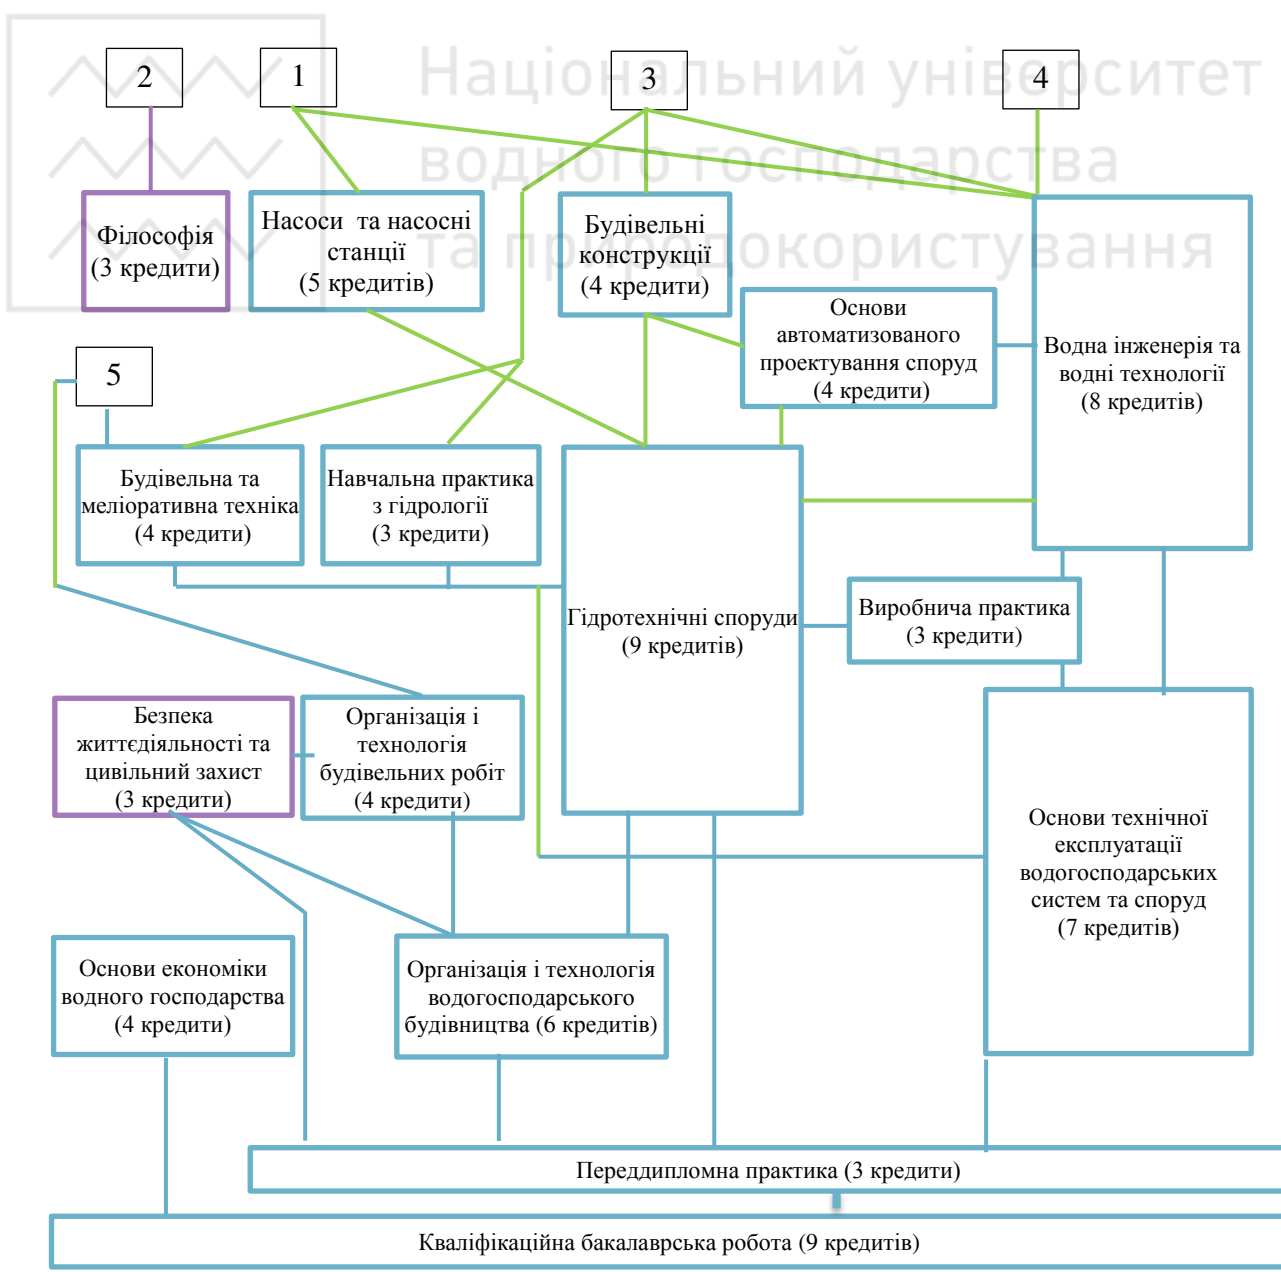 Національний університет
водного господарства
та природокористування
2
1
3
4
Філософія
(3 кредити)
Насоси та насосні
станції
(5 кредитів)
Будівельні
конструкції
(4 кредити)
Основи
автоматизованого
проектування споруд
(4 кредити)
Водна інженерія та
водні технології
(8 кредитів)
5
Будівельна та
меліоративна техніка
(4 кредити)
Навчальна практика
з гідрології
(3 кредити)
Гідротехнічні споруди
(9 кредитів)
Виробнича практика
(3 кредити)
Безпека
життєдіяльності та
цивільний захист
(3 кредити)
Організація і
технологія
будівельних робіт
(4 кредити)
Основи технічної
експлуатації
водогосподарських
систем та споруд
(7 кредитів)
Основи економіки
водного господарства
(4 кредити)
Організація і технологія
водогосподарського
будівництва (6 кредитів)
Переддипломна практика (3 кредити)
Кваліфікаційна бакалаврська робота (9 кредитів)